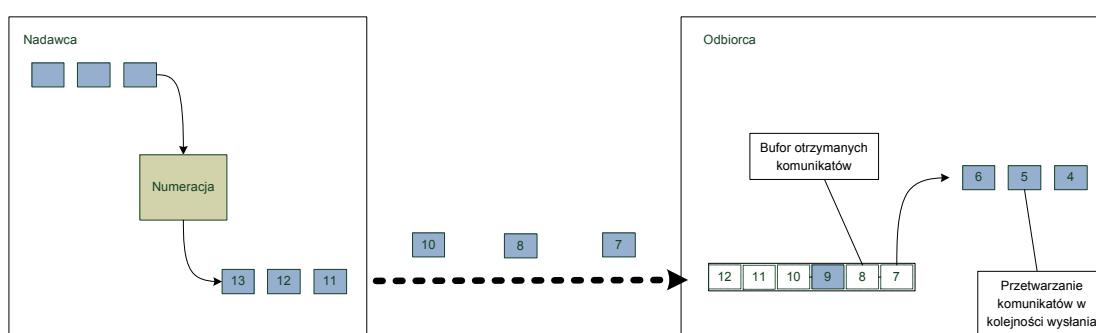 Nadawca
Numeracja
13 12 11
10 8 7
Odbiorca
Bufor otrzymanych
komunikatów
6 5 4
12 11 10 9 8 7
Przetwarzanie
komunikatów w
kolejności wysłania